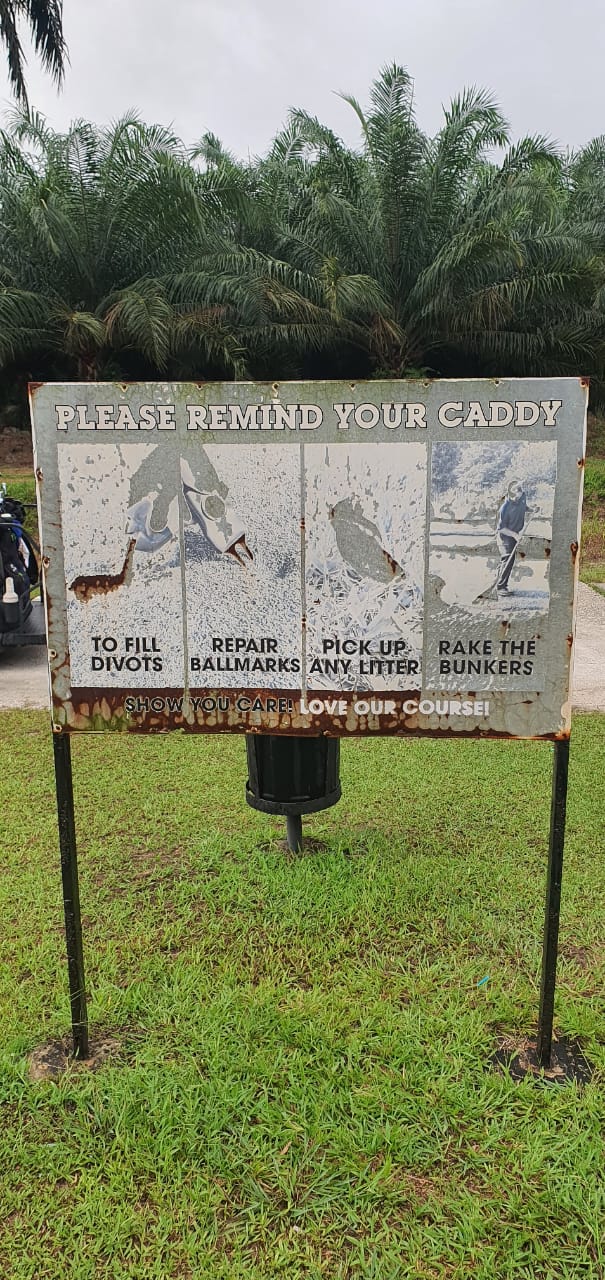 PLEASE REMIND YOUR CADDY
TO FILL
DIVOTS
REPAIR
BALLMARKS
PICK UP
ANY LITTER
RAKE THE
BUNKERS
SHOW YOU CARE! LOVE OUR COURSE!